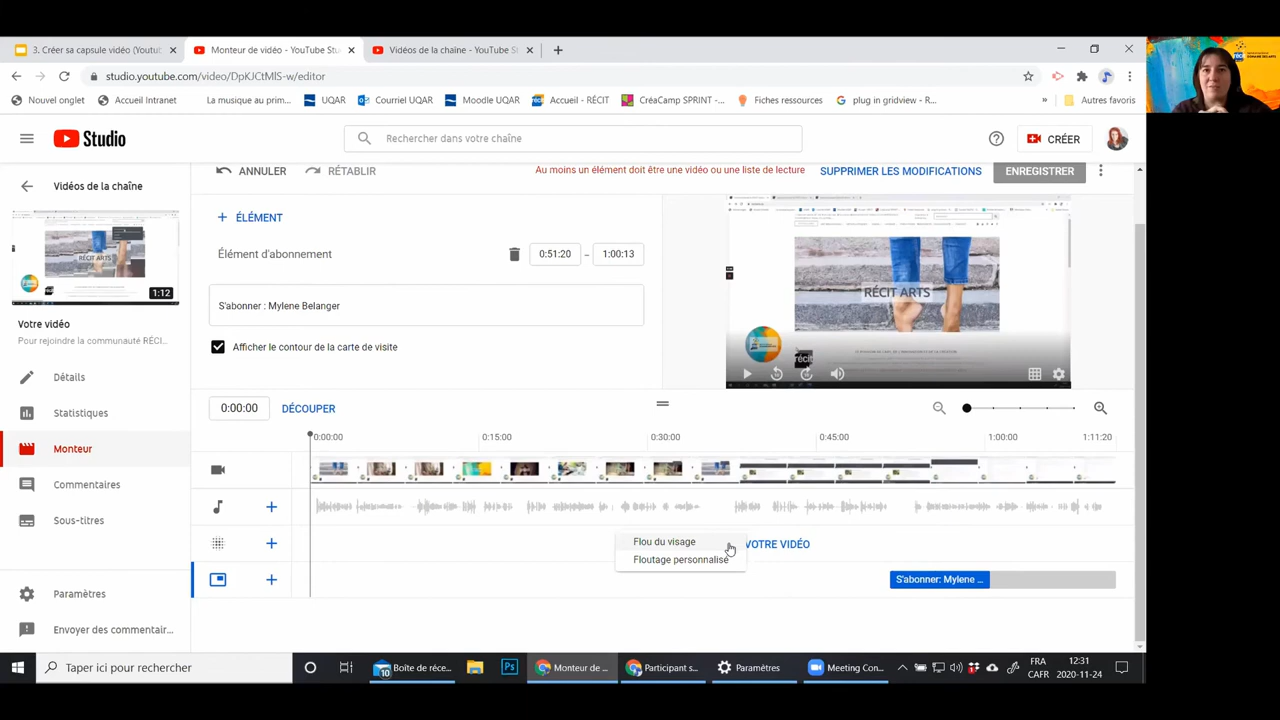 3. Créer sa capsule vidéo (Youtu
Monteur de vidéo - YouTube Stu
Vidéos de la chaîne - YouTube St
studio.youtube.com/video/DpKJCtMlS-w/editor
Nouvel onglet
Accueil Intranet
La musique au prim...
UQAR
Courriel UQAR
Moodle UQAR
Accueil - RÉCIT
CréaCamp SPRINT -...
Fiches ressources
plug in gridview - R...
»
Autres favoris
Studio
Rechercher dans votre chaîne
CRÉER
Vidéos de la chaîne
ANNULER
RÉTABLIR
Au moins un élément doit être une vidéo ou une liste de lecture
SUPPRIMER LES MODIFICATIONS
ENREGISTRER
ÉLÉMENT
Élément d'abonnement
0:51:20
–
1:00:13
S'abonner : Mylene Belanger
Afficher le contour de la carte de visite
RÉCIT ARTS
récit
RÉCIT ARTS
1:12
Votre vidéo
Pour rejoindre la communauté RÉCI...
Détails
Statistiques
Monteur
Commentaires
Sous-titres
Paramètres
Envoyer des commentair...
0:00:00
DÉCOUPER
0:00:00
0:15:00
0:30:00
0:45:00
1:00:00
1:11:20
Flou du visage
Floutage personnalisé
VOTRE VIDÉO
S'abonner: Mylene ...
Taper ici pour rechercher
Ps
10
Boîte de réce...
Monteur de ...
Participant s...
Paramètres
Meeting Con...
FRA
CAFR
12:31
2020-11-24